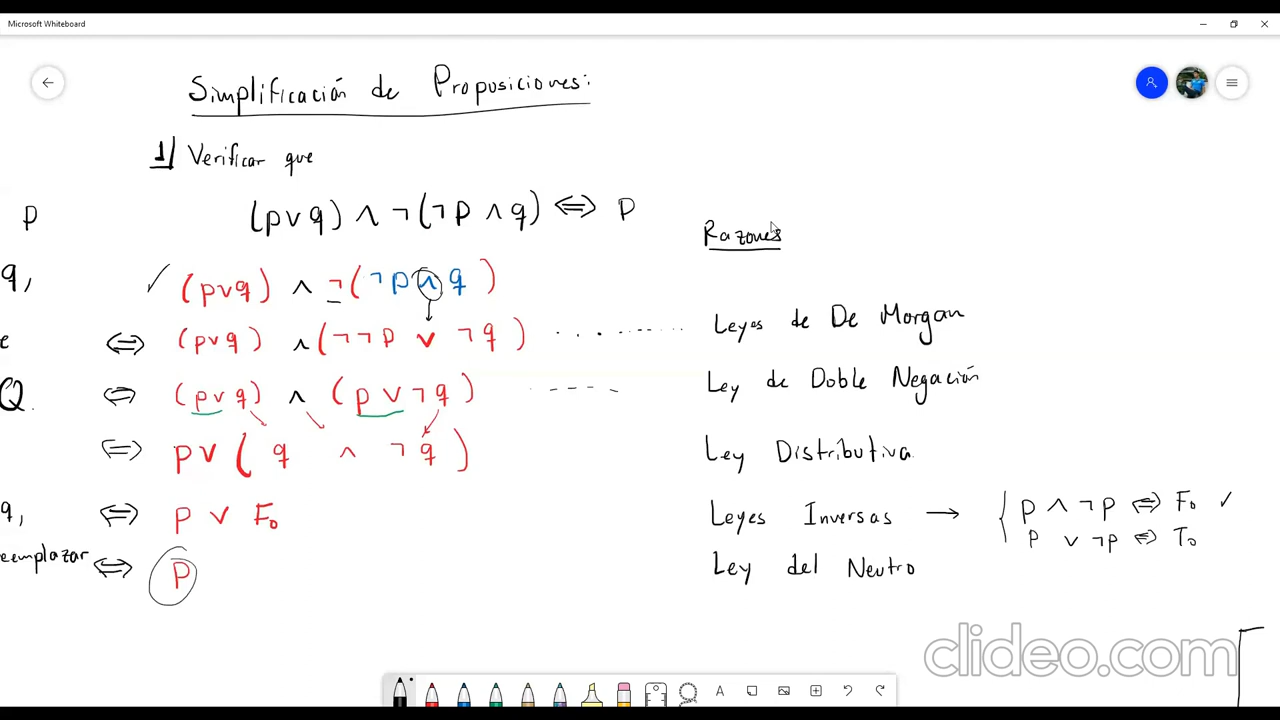 Microsoft Whiteboard
Simplificación de Proposiciones:
1) Verificar que
p
(p∨q) ∧ ¬(¬p ∧ q) ⟺ p
Razones
q,
✓ (p∨q) ∧ ¬(¬p ∧ q)
e
⟺ (p∨q) ∧ (¬¬p ∨ ¬q) ........ Leyes de De Morgan
Q.
⟺ (p∨q) ∧ (p ∨ ¬q) ----- Ley de Doble Negación
⟺ p∨ ( q ∧ ¬q ) Ley Distributiva
q,
⟺ p ∨ F₀ Leyes Inversas → { p ∧ ¬p ⟺ F₀ ✓
p ∨ ¬p ⟺ T₀
eemplazar
⟺ p Ley del Neutro
clideo.com
A